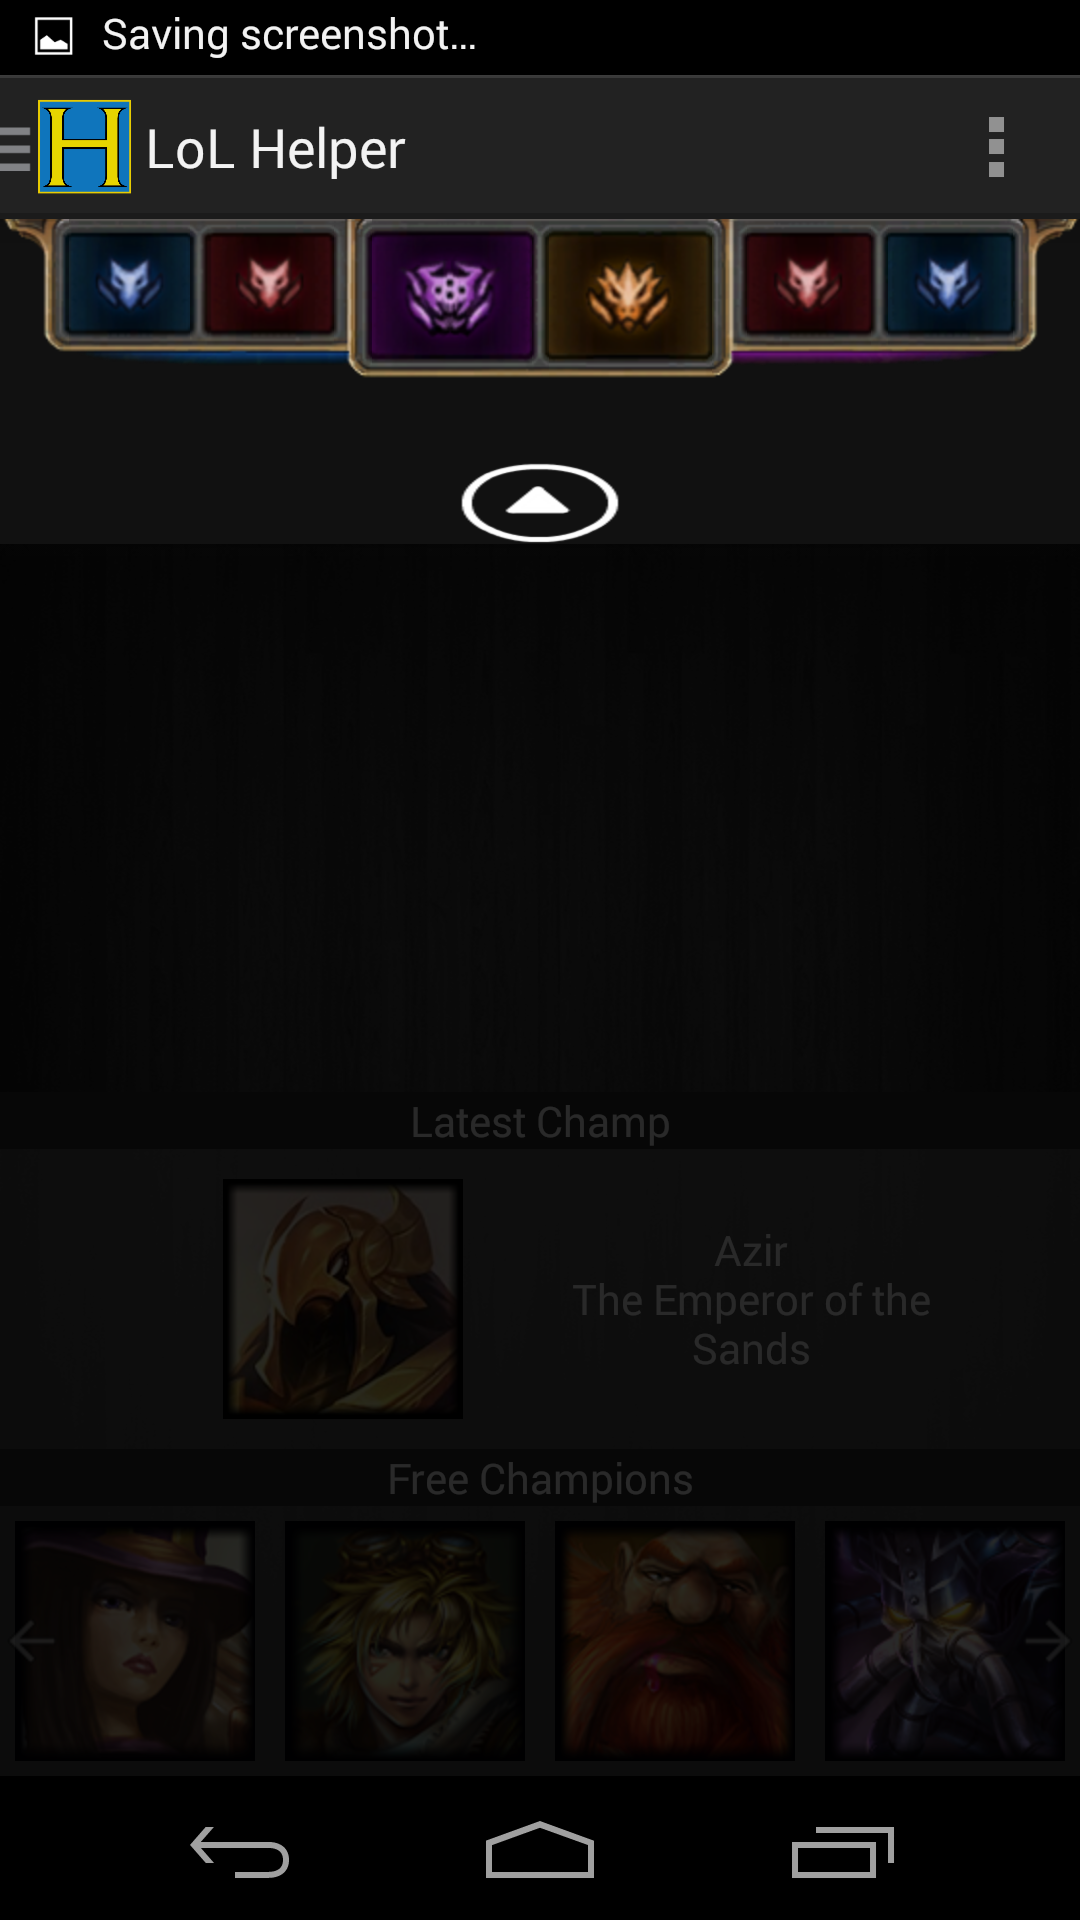 Saving screenshot...
H
LoL Helper
Latest Champ
Azir
The Emperor of the
Sands
Free Champions